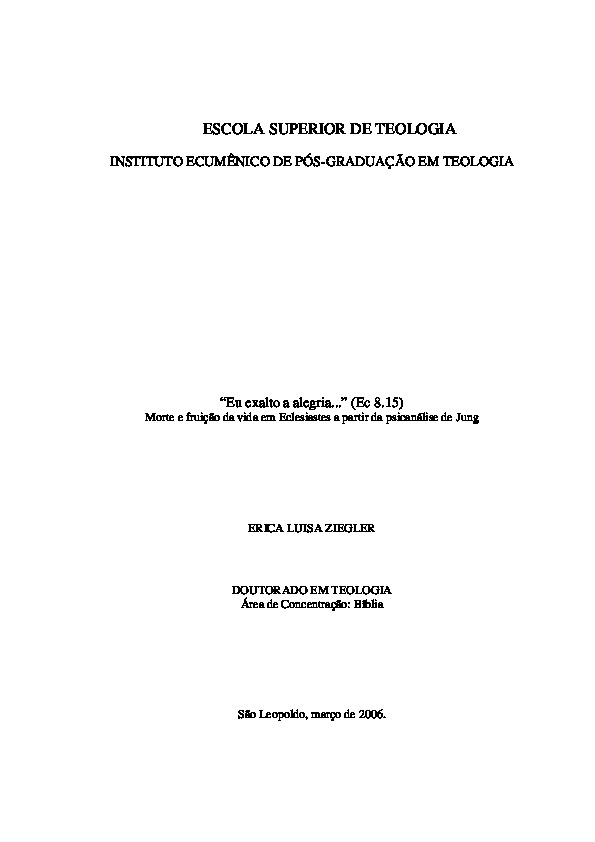 ESCOLA SUPERIOR DE TEOLOGIA
INSTITUTO ECUMÊNICO DE PÓS-GRADUAÇÃO EM TEOLOGIA
“Eu exalto a alegria...” (Ec 8.15)
Morte e fruição da vida em Eclesiastes a partir da psicanálise de Jung
ERICA LUISA ZIEGLER
DOUTORADO EM TEOLOGIA
Área de Concentração: Bíblia
São Leopoldo, março de 2006.